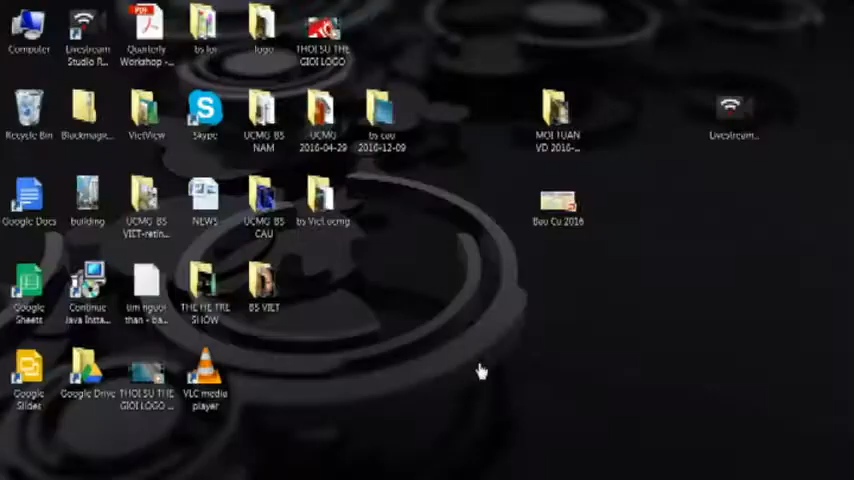 Computer
Livestream
Studio R...
Quarterly
Workshop -...
bs loi
logo
THOI SU THE
GIOI LOGO
Recycle Bin
Blackmagic...
VietView
Skype
UCMG BS
NAM
UCMG
2016-04-29
bs cau
2016-12-09
MOI TUAN
VD 2016-...
Livestream...
Google Docs
building
UCMG BS
VIET-retin...
NEWS
UCMG BS
CAU
bs Viet ucmg
Bao Cu 2016
Google
Sheets
Continue
Java Insta...
tim nguoi
than - ba...
THE HE TRE
SHOW
BS VIET
Google
Slides
Google Drive
THOI SU THE
GIOI LOGO ...
VLC media
player